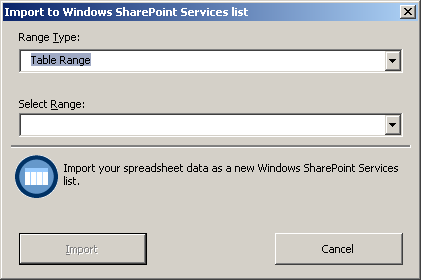 Import to Windows SharePoint Services list
Range Type:
Table Range
Select Range:
Import your spreadsheet data as a new Windows SharePoint Services
list.
Import
Cancel